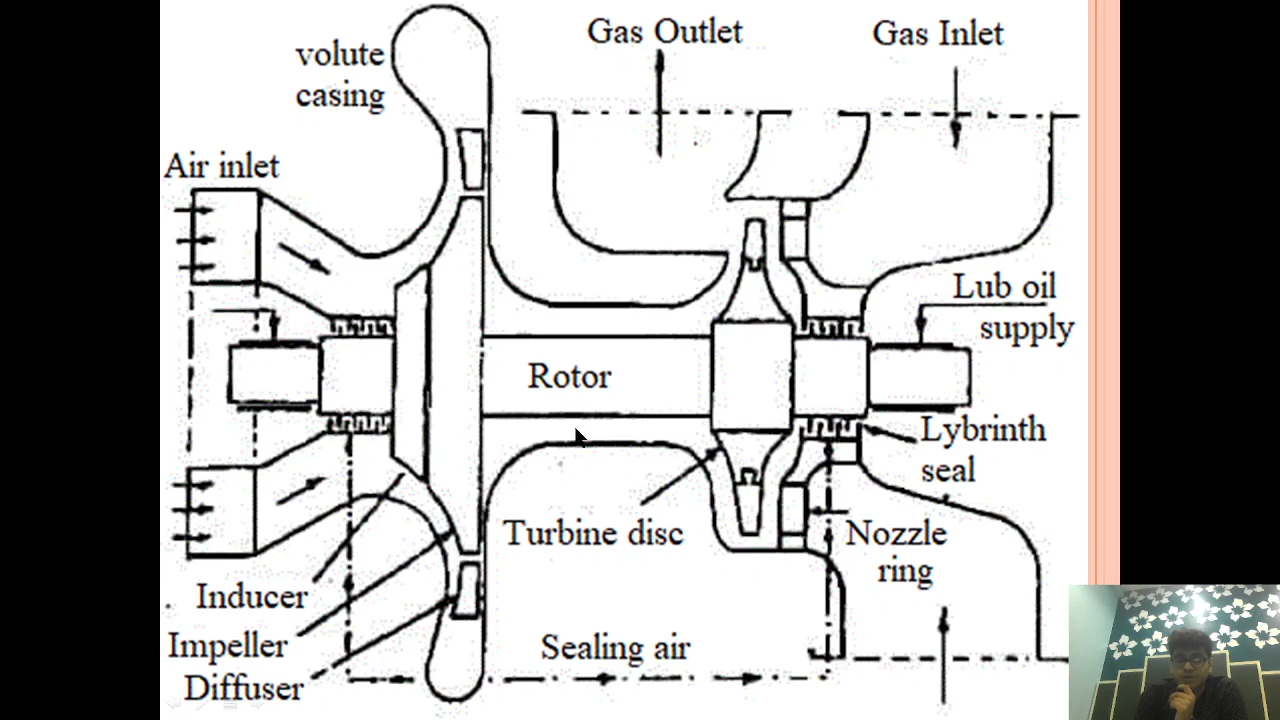 Gas Outlet
Gas Inlet
volute
casing
Air inlet
Lub oil
supply
Rotor
Lybrinth
seal
Turbine disc
Nozzle
ring
Inducer
Impeller
Sealing air
Diffuser